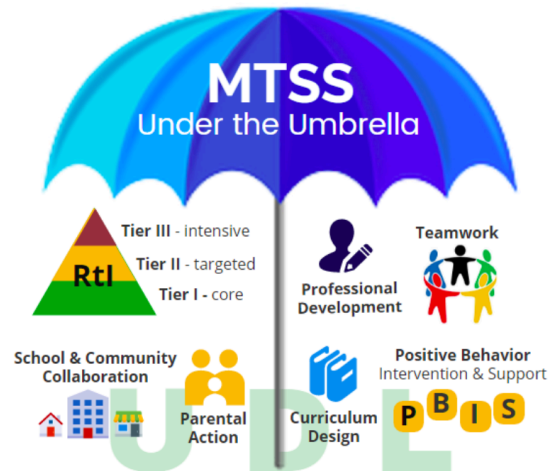 MTSS
Under the Umbrella
RtI
Tier III - intensive
Tier II - targeted
Tier I - core
Professional
Development
Teamwork
School & Community
Collaboration
Parental
Action
Curriculum
Design
Positive Behavior
Intervention & Support
PBIS
UDL